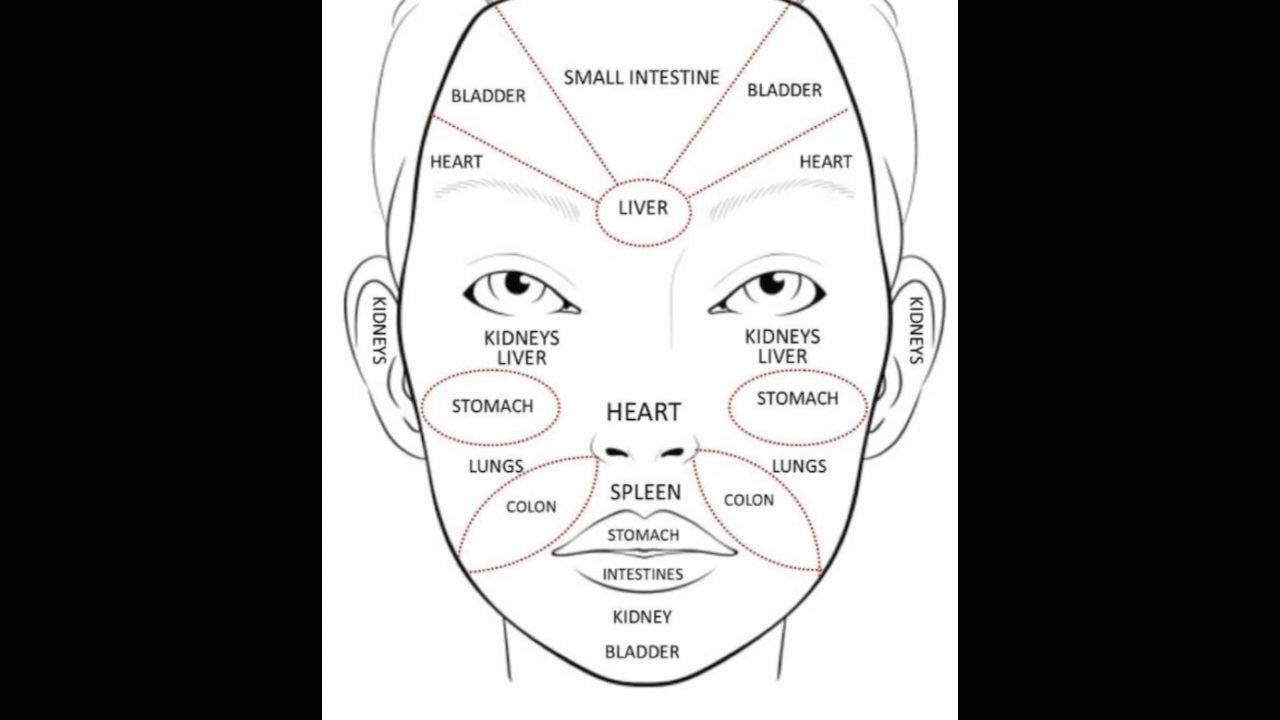 SMALL INTESTINE
BLADDER
BLADDER
HEART
HEART
LIVER
KIDNEYS
KIDNEYS
KIDNEYS
LIVER
KIDNEYS
LIVER
STOMACH
STOMACH
HEART
LUNGS
LUNGS
COLON
SPLEEN
COLON
STOMACH
INTESTINES
KIDNEY
BLADDER